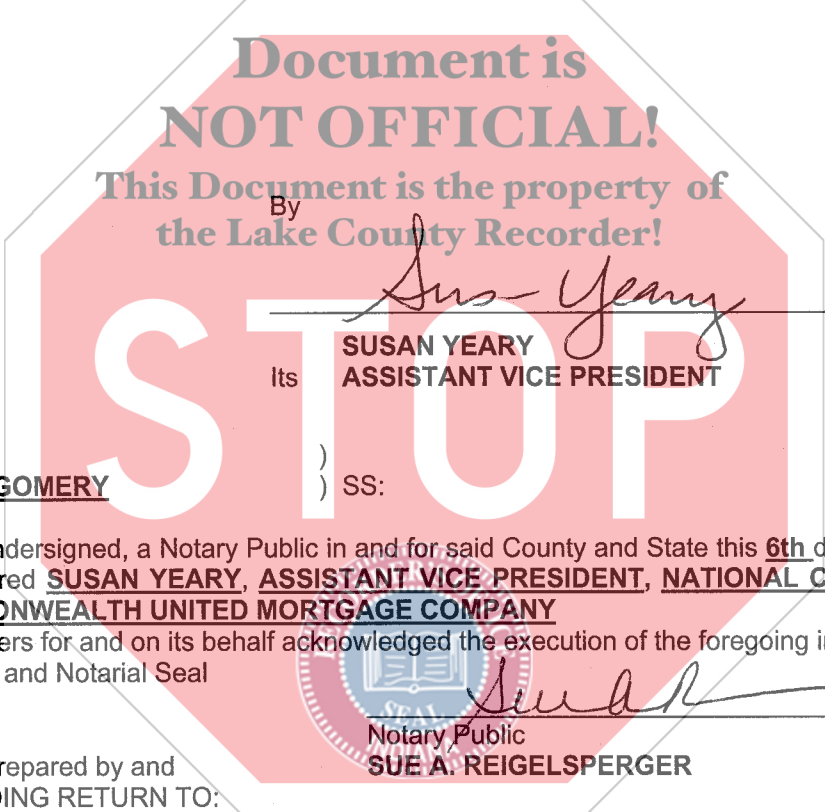 Document is
NOT OFFICIAL!
This Document is the property of
the Lake County Recorder!
By
Sus Yeary
SUSAN YEARY
Its ASSISTANT VICE PRESIDENT
STOP
)
GOMERY ) SS:
ndersigned, a Notary Public in and for said County and State this 6th d
red SUSAN YEARY, ASSISTANT VICE PRESIDENT, NATIONAL C
ONWEALTH UNITED MORTGAGE COMPANY
ers for and on its behalf acknowledged the execution of the foregoing i
and Notarial Seal
SEAL
INDIANA
Notary Public
SUE A. REIGELSPERGER
repared by and
DING RETURN TO: